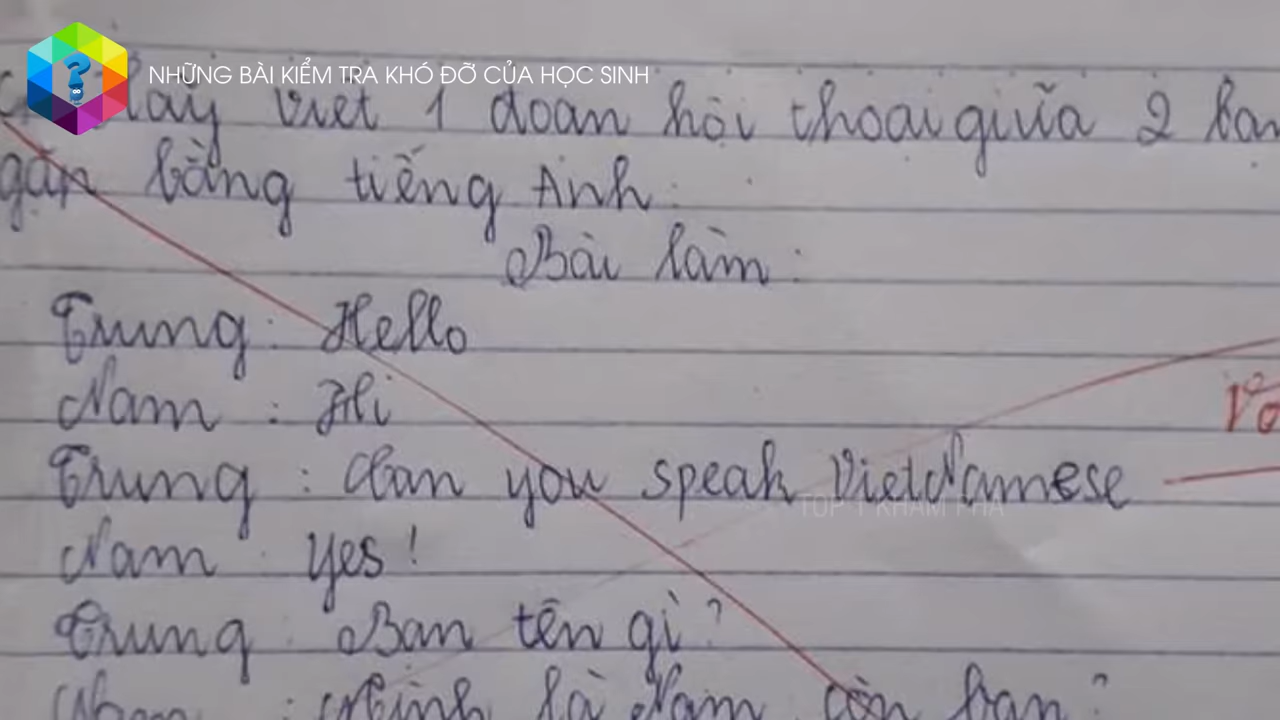 NHỮNG BÀI KIỂM TRA KHÓ ĐỠ CỦA HỌC SINH
viết 1 đoạn hội thoại giữa 2 bạn
bằng tiếng Anh.
Bài làm:
Trung: Hello
Nam: Hi
Trung: Can you speak VietNamese
TOP 1 KHÁM PHÁ
Nam: yes!
Trung: Bạn tên gì?
Nam: Mình là Nam còn bạn?